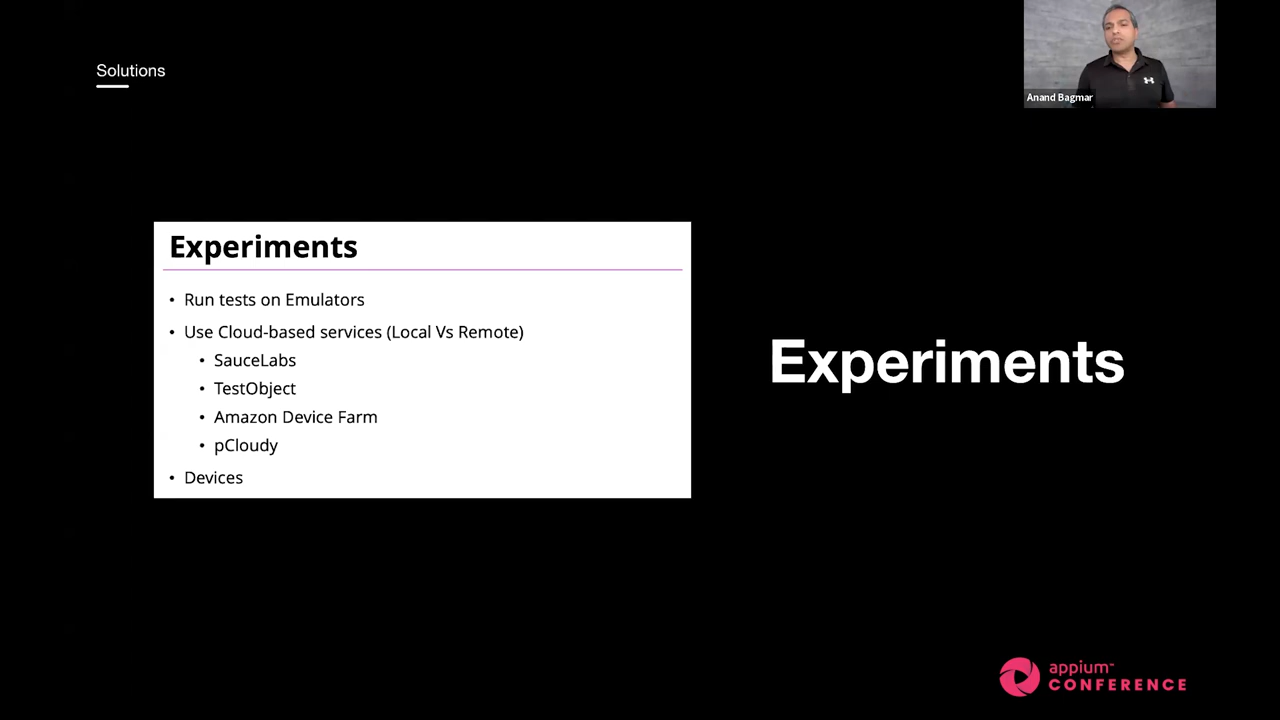 Solutions
Anand Bagmar
Experiments
• Run tests on Emulators
• Use Cloud-based services (Local Vs Remote)
• SauceLabs
• TestObject
• Amazon Device Farm
• pCloudy
• Devices
Experiments
appium™
CONFERENCE